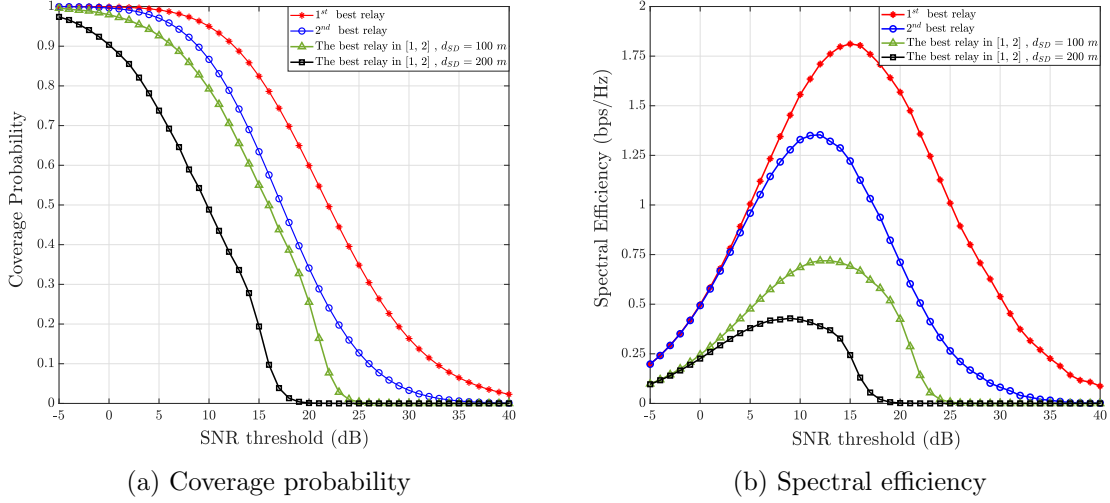 1
0.9
0.8
0.7
0.6
0.5
0.4
0.3
0.2
0.1
0
-5 0 5 10 15 20 25 30 35 40
SNR threshold (dB)
Coverage Probability
1st best relay
2nd best relay
The best relay in [1, 2] , dSD = 100 m
The best relay in [1, 2] , dSD = 200 m
(a) Coverage probability
2
1.75
1.5
1.25
1
0.75
0.5
0.25
0
-5 0 5 10 15 20 25 30 35 40
SNR threshold (dB)
Spectral Efficiency (bps/Hz)
1st best relay
2nd best relay
The best relay in [1, 2] , dSD = 100 m
The best relay in [1, 2] , dSD = 200 m
(b) Spectral efficiency